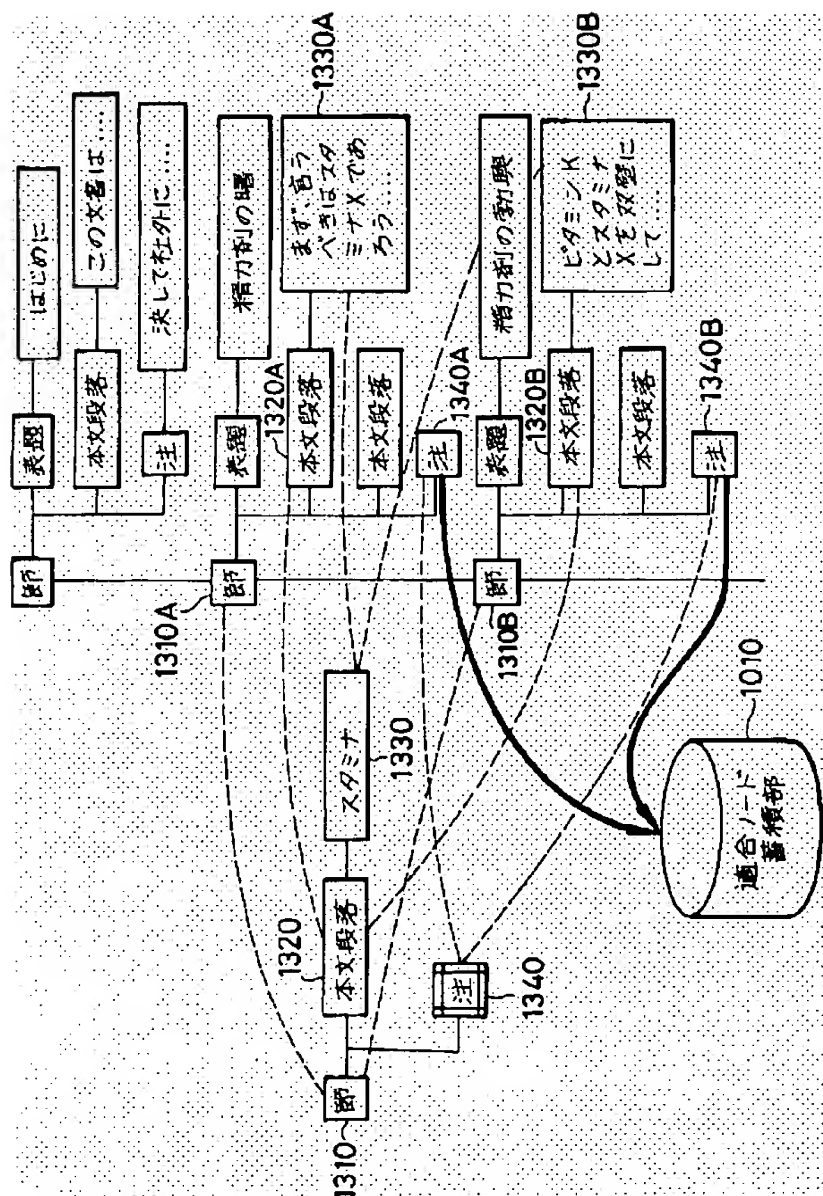 節
表題
はじめに
本文段落
この文書は....
注
決して社外に....
1310A
節
表題
精力剤の曙
1320A
本文段落
まず、言う
べきはスタ
ミナXであ
ろう....
1330A
本文段落
1340A
注
1310B
節
表題
精力剤の勃興
1320B
本文段落
ビタミンK
とスタミナ
Xを双璧に
して....
1330B
本文段落
1340B
注
1310
節
1320
本文段落
スタミナ
1330
注
1340
適合ノード
蓄積部
1010